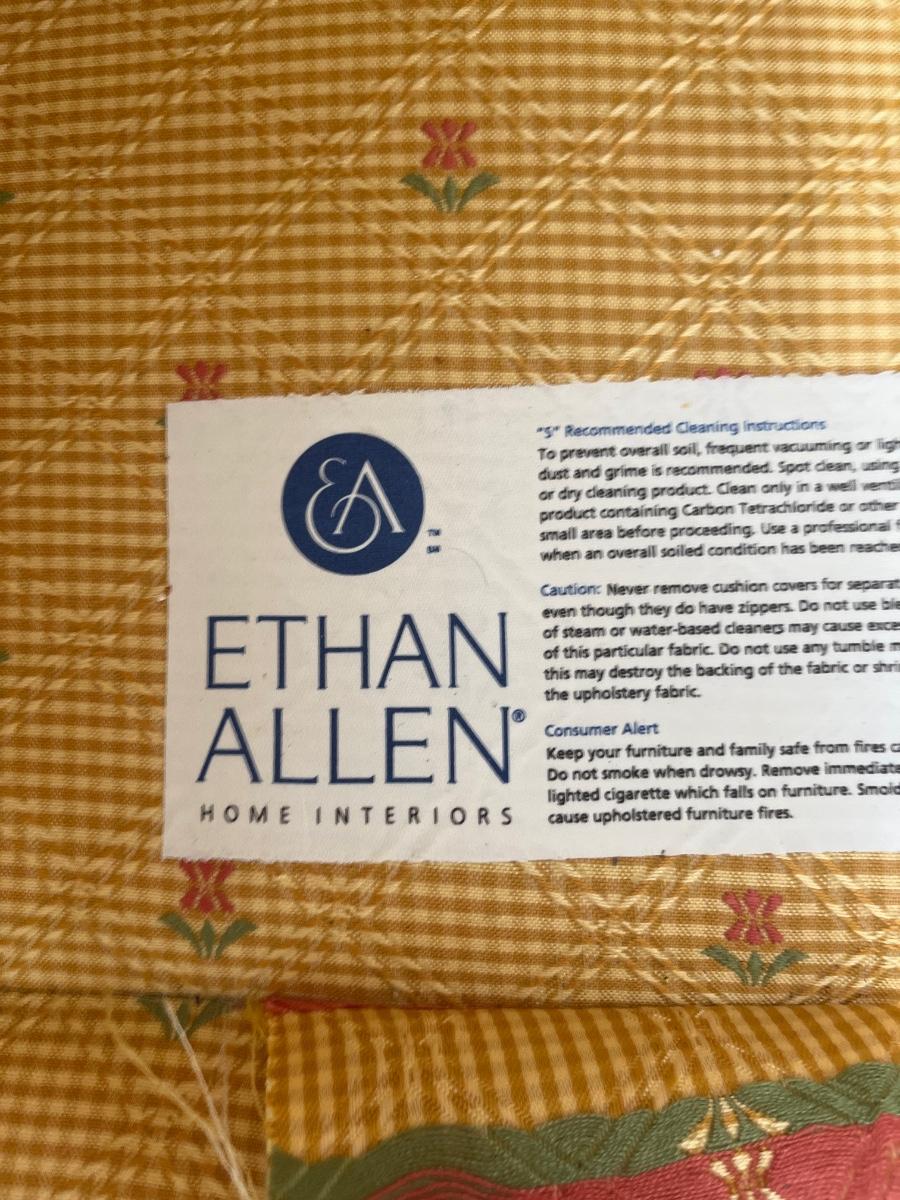 EA
™
SM
ETHAN
ALLEN®
HOME INTERIORS
"S" Recommended Cleaning Instructions
To prevent overall soil, frequent vacuuming or
dust and grime is recommended. Spot clean, using
or dry cleaning product. Clean only in a well
product containing Carbon Tetrachloride or other
small area before proceeding. Use a professional
when an overall soiled condition has been
Caution: Never remove cushion covers for
even though they do have zippers. Do not use
of steam or water-based cleaners may cause
of this particular fabric. Do not use any tumble
this may destroy the backing of the fabric or
the upholstery fabric.
Consumer Alert
Keep your furniture and family safe from fires
Do not smoke when drowsy. Remove
lighted cigarette which falls on furniture.
cause upholstered furniture fires.